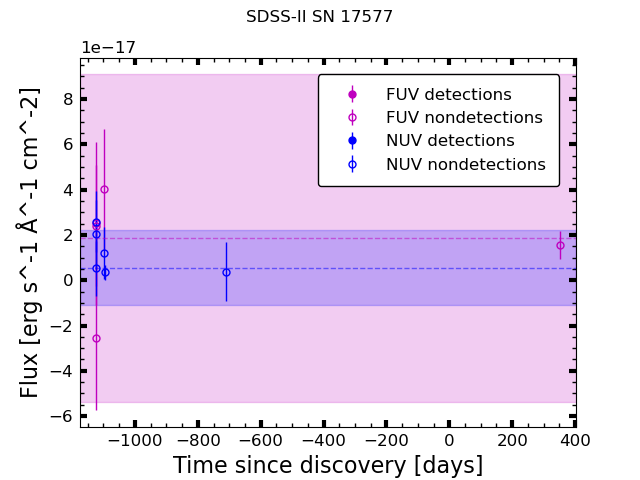 SDSS-II SN 17577
1e−17
FUV detections
FUV nondetections
NUV detections
NUV nondetections
8
6
4
2
0
−2
−4
−6
Flux [erg s^-1 Å^-1 cm^-2]
−1000 −800 −600 −400 −200 0 200 400
Time since discovery [days]